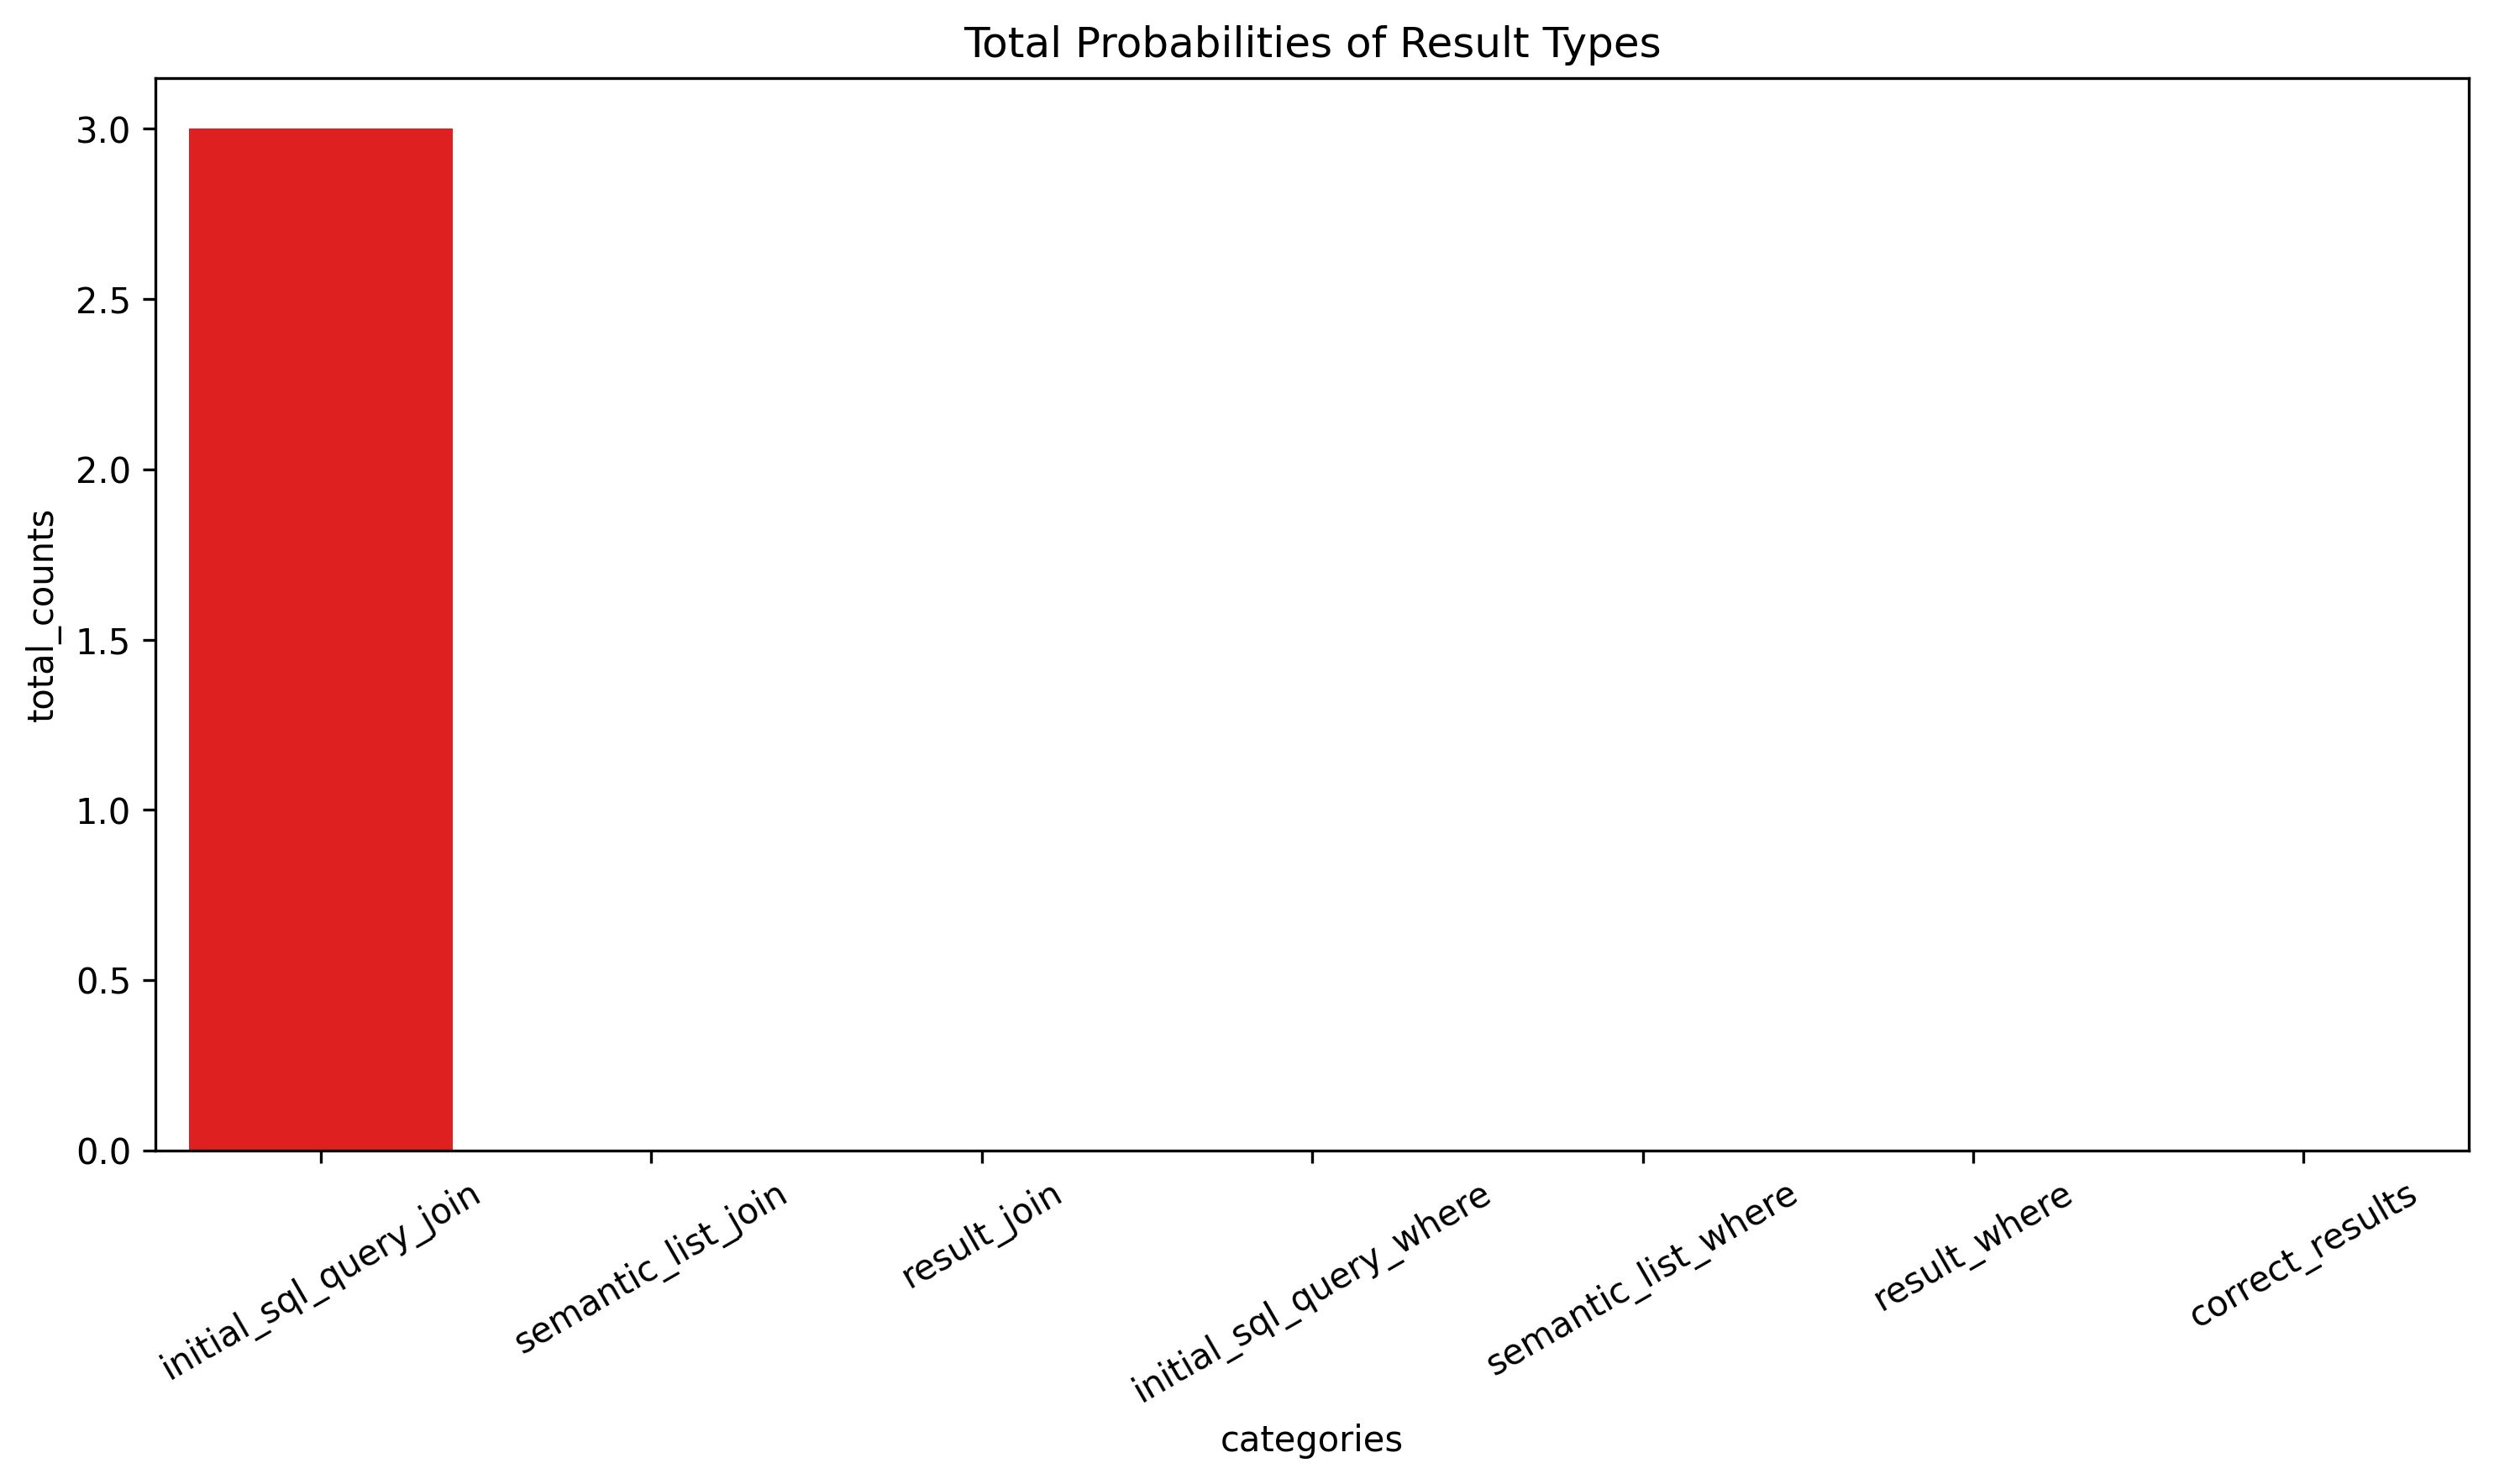 Total Probabilities of Result Types
total_counts
3.0
2.5
2.0
1.5
1.0
0.5
0.0
initial_sql_query_join
semantic_list_join
result_join
initial_sql_query_where
semantic_list_where
result_where
correct_results
categories